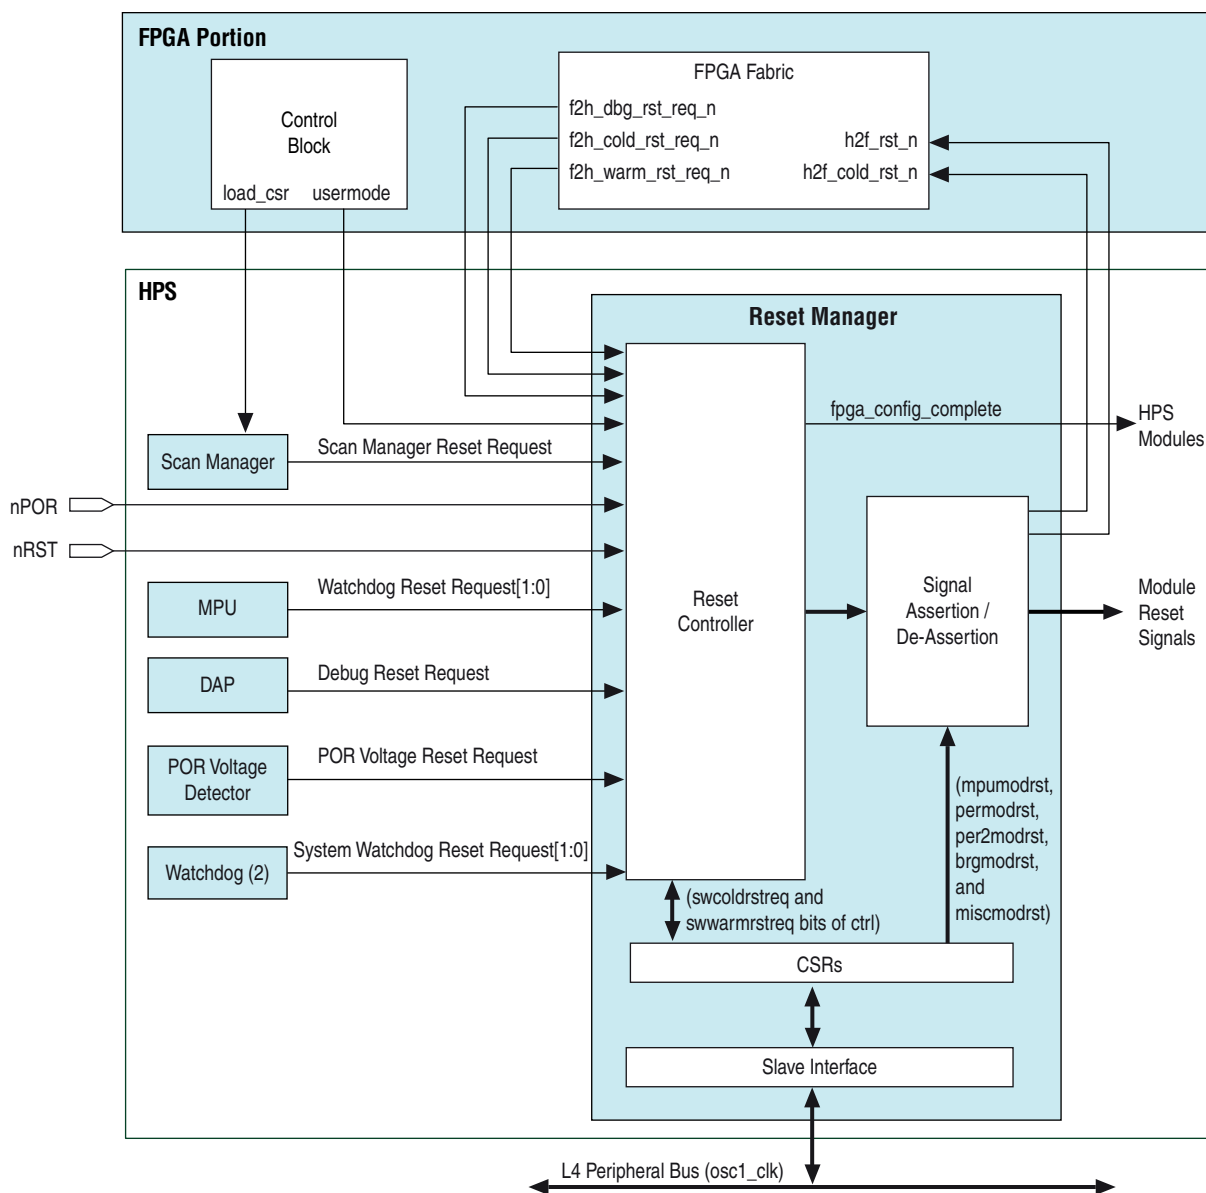 FPGA Portion
Control
Block
load_csr
usermode
FPGA Fabric
f2h_dbg_rst_req_n
f2h_cold_rst_req_n
f2h_warm_rst_req_n
h2f_rst_n
h2f_cold_rst_n
HPS
Reset Manager
fpga_config_complete
HPS
Modules
Scan Manager
Scan Manager Reset Request
nPOR
nRST
MPU
Watchdog Reset Request[1:0]
DAP
Debug Reset Request
POR Voltage
Detector
POR Voltage Reset Request
Watchdog (2)
System Watchdog Reset Request[1:0]
Reset
Controller
Signal
Assertion /
De-Assertion
Module
Reset
Signals
(mpumodrst,
permodrst,
per2modrst,
brgmodrst,
and
miscmodrst)
(swcoldrstreq and
swwarmrstreq bits of ctrl)
CSRs
Slave Interface
L4 Peripheral Bus (osc1_clk)